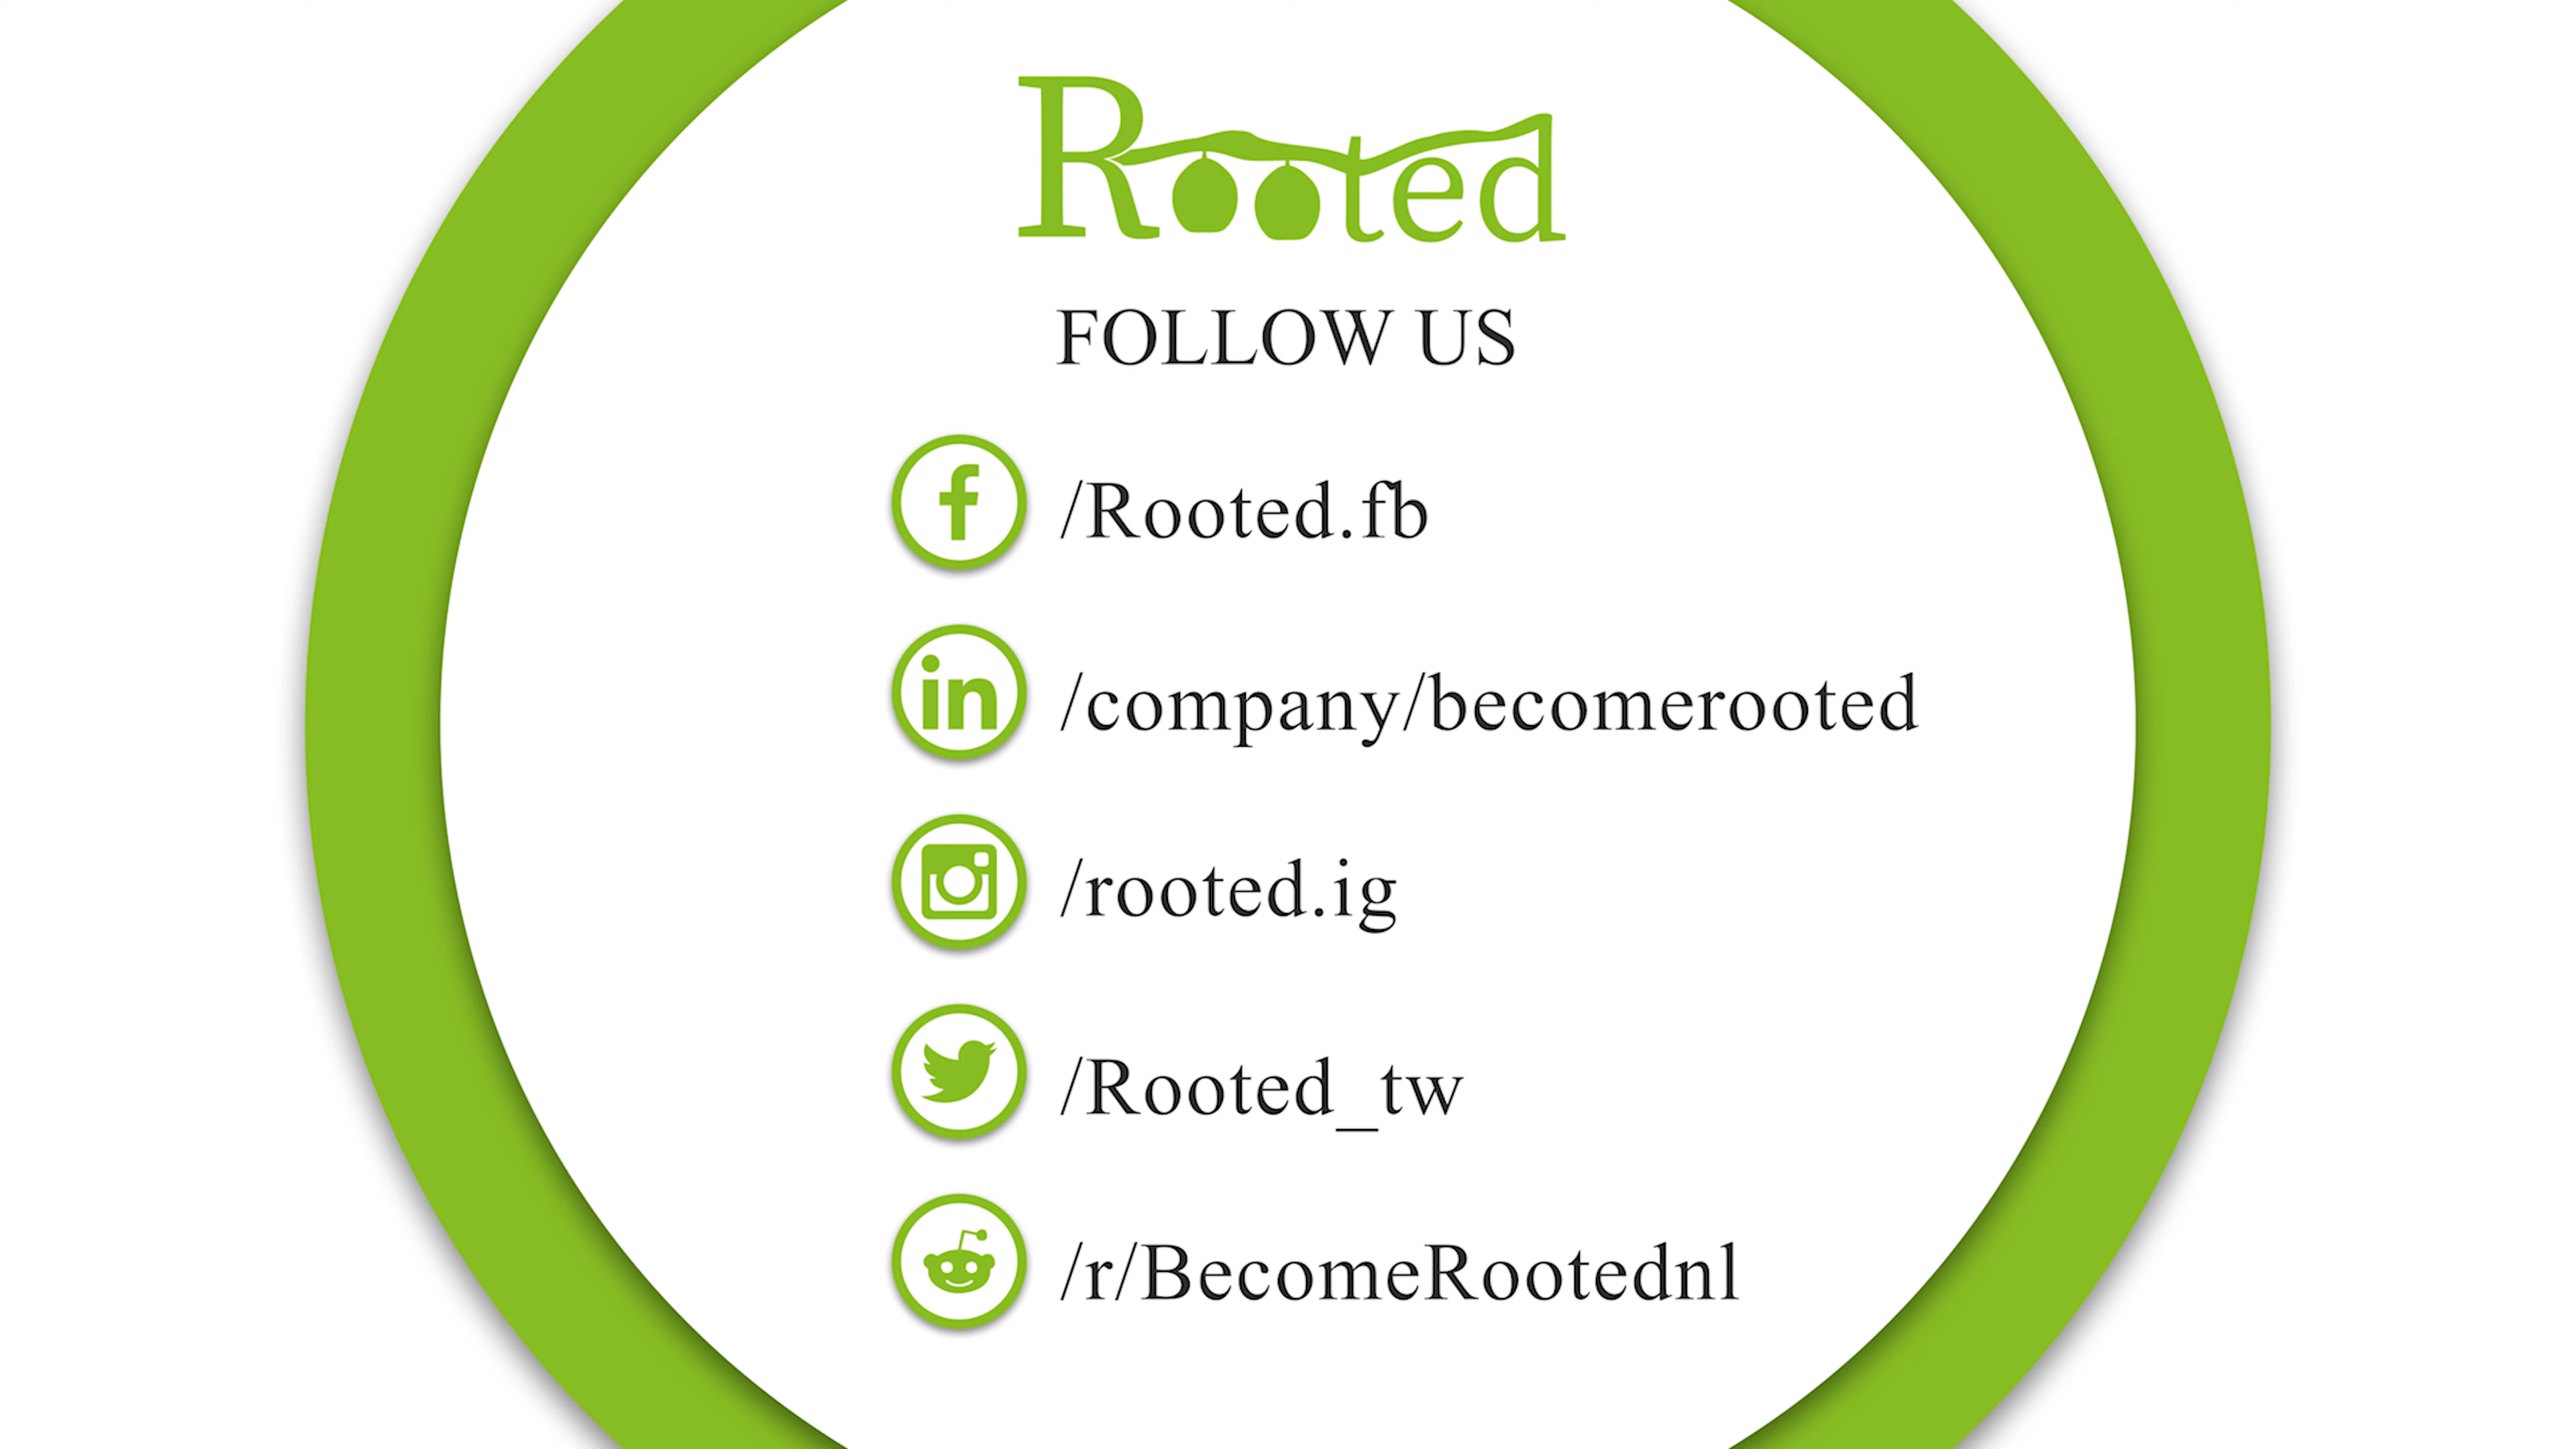 Rooted
FOLLOW US
/Rooted.fb
/company/becomerooted
/rooted.ig
/Rooted_tw
/r/BecomeRootednl